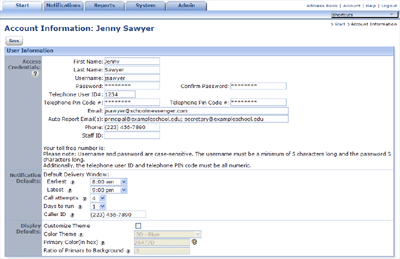 Start Notifications Reports System Admin
Address Book | Account | Help | Logout
Shortcuts
Start > Account Information
Account Information: Jenny Sawyer
Save
User Information
Access Credentials:
First Name: Jenny
Last Name: Sawyer
Username: jsawyer
Password: ******** Confirm Password: ********
Telephone User ID#: 1234
Telephone Pin Code #: ******** Telephone Pin Code #: ********
Email: jsawyer@schoolmessenger.com
Auto Report Email(s): principal@exampleschool.edu; secretary@exampleschool.edu
Phone: (223) 456-7890
Staff ID:
Your toll free number is:
Please note: Username and password are case-sensitive. The username must be a minimum of 5 characters long and the password 5
characters long.
Additionally, the telephone user ID and telephone PIN code must be all numeric.
Notification Defaults:
Default Delivery Window:
Earliest 8:00 am
Latest 9:00 pm
Call attempts 4
Days to run 1
Caller ID (223) 456-7890
Display Defaults:
Customize Theme
Color Theme
Primary Color(in hex)
Ratio of Primary to Background